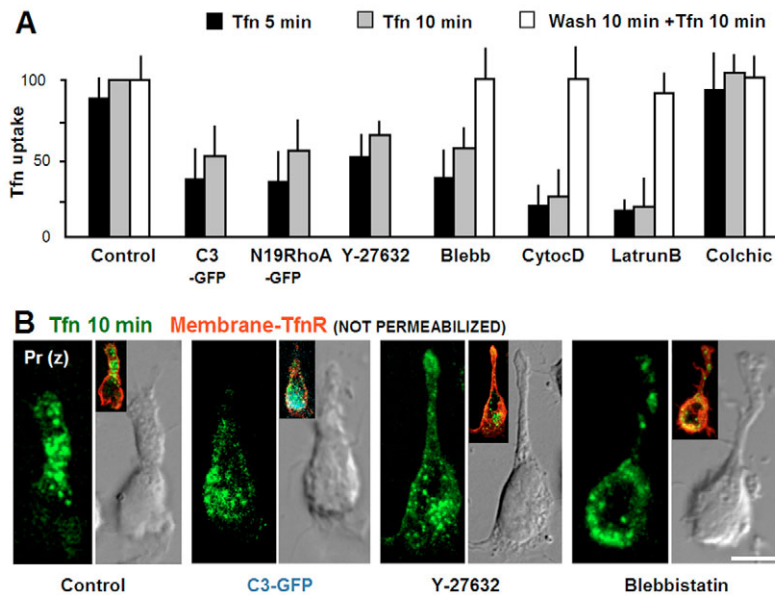 A
Tfn 5 min Tfn 10 min Wash 10 min +Tfn 10 min
Tfn uptake
100
50
0
Control C3 -GFP N19RhoA -GFP Y-27632 Blebb CytocD LatrunB Colchic
B Tfn 10 min Membrane-TfnR (NOT PERMEABILIZED)
Pr (z)
Control C3-GFP Y-27632 Blebbistatin